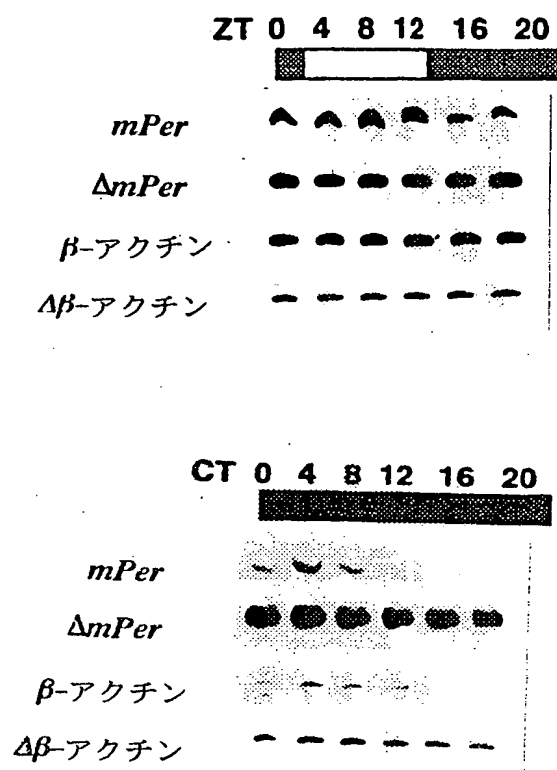 ZT 0 4 8 12 16 20
mPer
ΔmPer
β-アクチン
Δβ-アクチン
CT 0 4 8 12 16 20
mPer
ΔmPer
β-アクチン
Δβ-アクチン